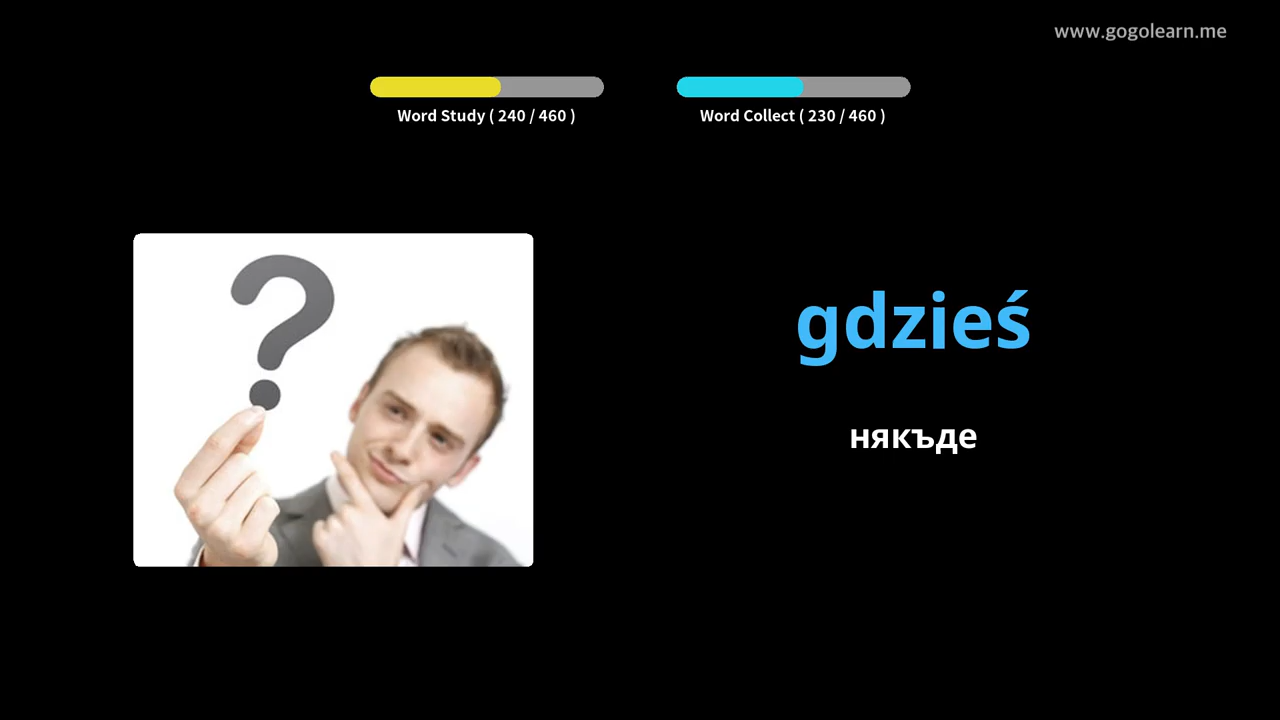 www.gogolearn.me
Word Study ( 240 / 460 )
Word Collect ( 230 / 460 )
?
gdzieś
някъде